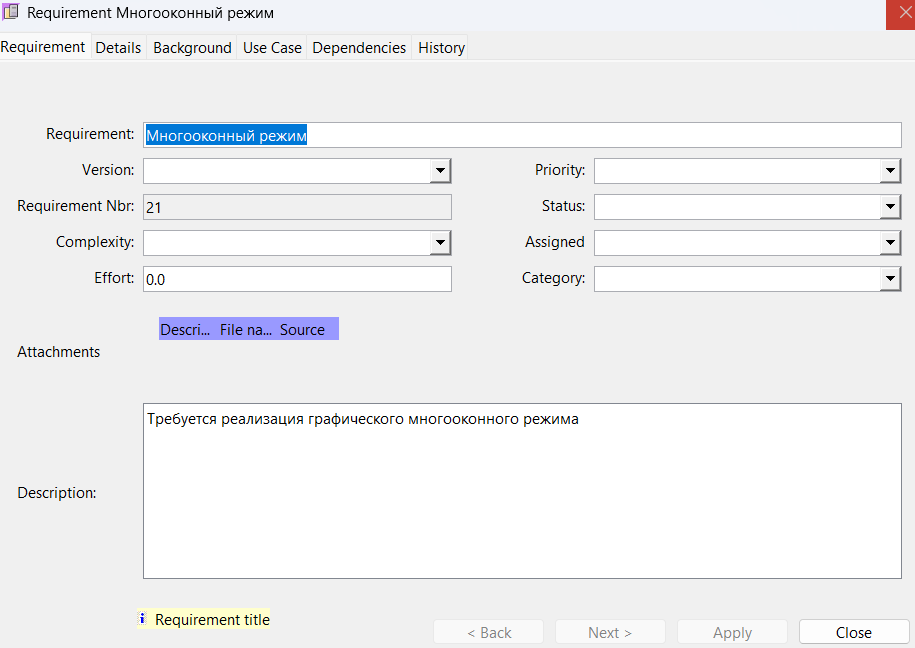 Requirement Многооконный режим
Requirement Details Background Use Case Dependencies History
Requirement: Многооконный режим
Version: Priority:
Requirement Nbr: 21 Status:
Complexity: Assigned
Effort: 0.0 Category:
Descri... File na... Source
Attachments
Требуется реализация графического многооконного режима
Description:
i Requirement title
< Back Next > Apply Close